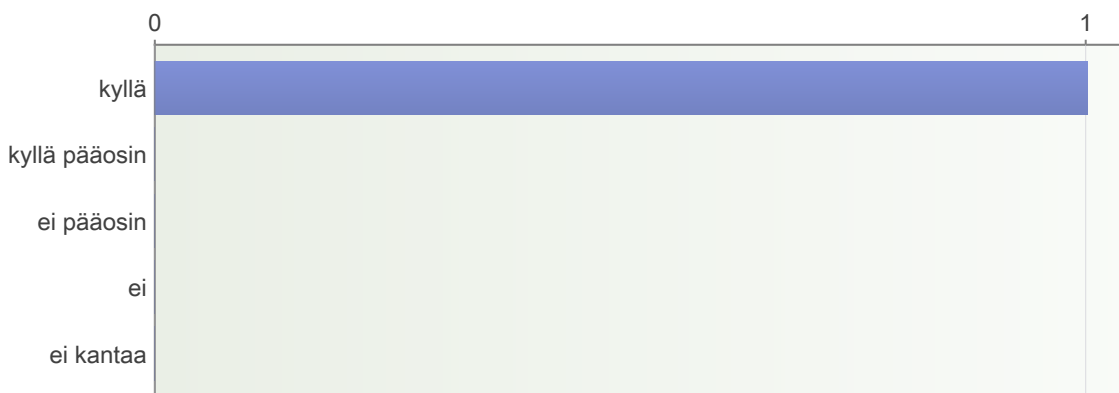 0 1
kyllä
kyllä pääosin
ei pääosin
ei
ei kantaa